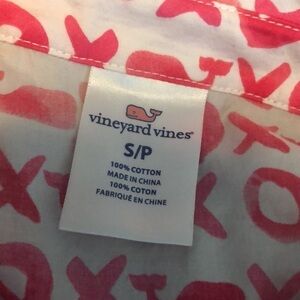 vineyard vines®
S/P
100% COTTON
MADE IN CHINA
100% COTON
FABRIQUÉ EN CHINE